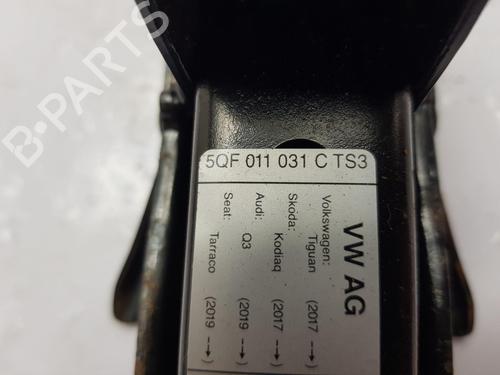 5QF 011 031 C TS3
VW AG
Volkswagen: Tiguan (2017 -->)
Skoda: Kodiaq (2017 -->)
Audi: Q3 (2019 -->)
Seat: Tarraco (2019 -->)
B-PARTS